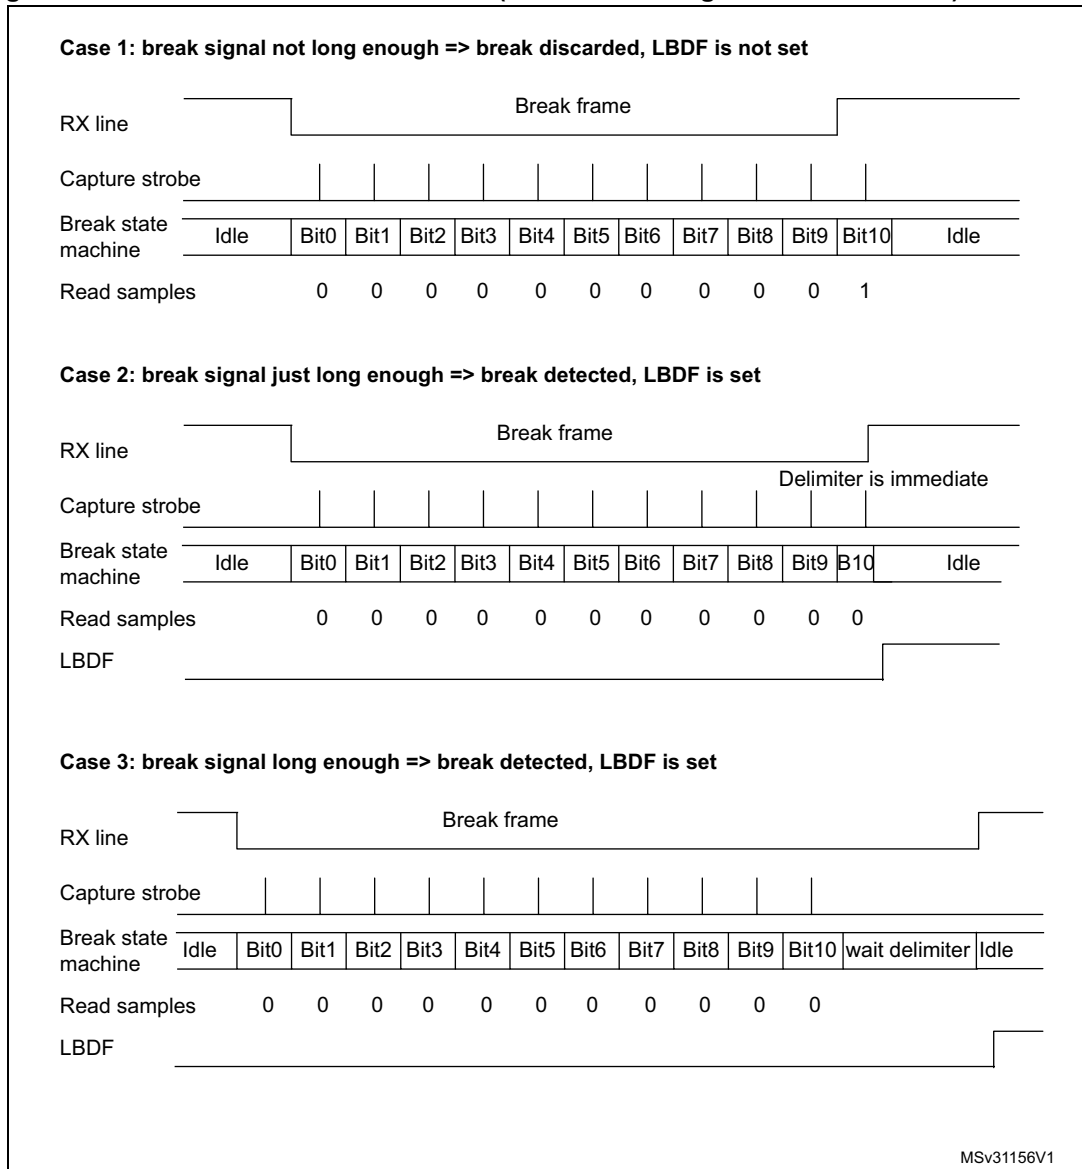 Case 1: break signal not long enough => break discarded, LBDF is not set
Break frame
RX line
Capture strobe
Break state machine Idle Bit0 Bit1 Bit2 Bit3 Bit4 Bit5 Bit6 Bit7 Bit8 Bit9 Bit10 Idle
Read samples 0 0 0 0 0 0 0 0 0 0 1
Case 2: break signal just long enough => break detected, LBDF is set
Break frame
RX line
Delimiter is immediate
Capture strobe
Break state machine Idle Bit0 Bit1 Bit2 Bit3 Bit4 Bit5 Bit6 Bit7 Bit8 Bit9 B10 Idle
Read samples 0 0 0 0 0 0 0 0 0 0 0
LBDF
Case 3: break signal long enough => break detected, LBDF is set
Break frame
RX line
Capture strobe
Break state machine Idle Bit0 Bit1 Bit2 Bit3 Bit4 Bit5 Bit6 Bit7 Bit8 Bit9 Bit10 wait delimiter Idle
Read samples 0 0 0 0 0 0 0 0 0 0 0
LBDF
MSv31156V1